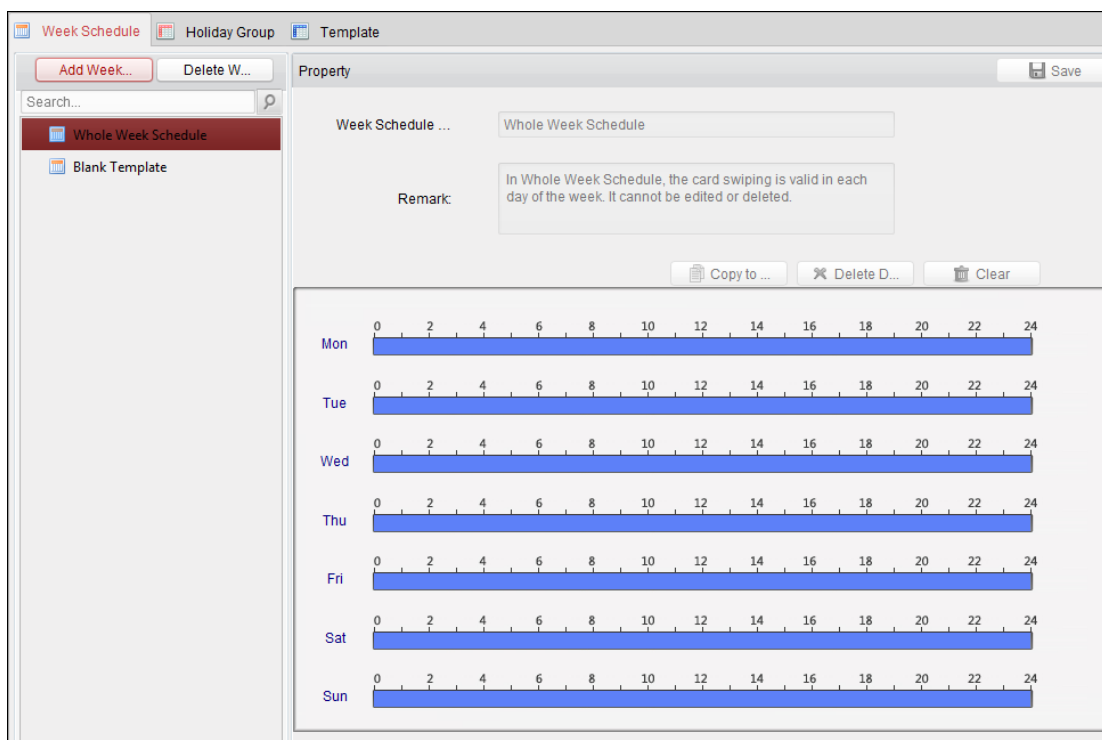 Week Schedule Holiday Group Template
Add Week... Delete W... Property Save
Search...
Whole Week Schedule
Blank Template
Week Schedule ... Whole Week Schedule
Remark: In Whole Week Schedule, the card swiping is valid in each
day of the week. It cannot be edited or deleted.
Copy to ... Delete D... Clear
0 2 4 6 8 10 12 14 16 18 20 22 24
Mon
0 2 4 6 8 10 12 14 16 18 20 22 24
Tue
0 2 4 6 8 10 12 14 16 18 20 22 24
Wed
0 2 4 6 8 10 12 14 16 18 20 22 24
Thu
0 2 4 6 8 10 12 14 16 18 20 22 24
Fri
0 2 4 6 8 10 12 14 16 18 20 22 24
Sat
0 2 4 6 8 10 12 14 16 18 20 22 24
Sun